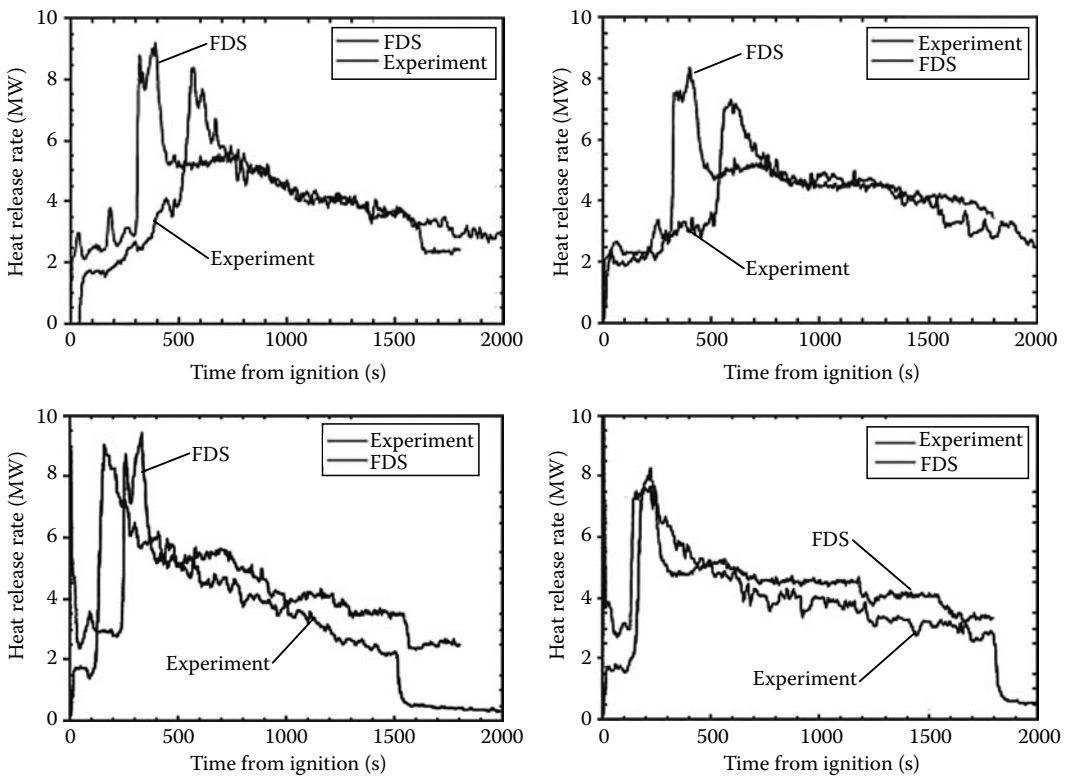 10
8
6
4
2
0
Heat release rate (MW)
FDS
Experiment
FDS
Experiment
0 500 1000 1500 2000
Time from ignition (s)
10
8
6
4
2
0
Heat release rate (MW)
FDS
Experiment
Experiment
FDS
0 500 1000 1500 2000
Time from ignition (s)
10
8
6
4
2
0
Heat release rate (MW)
FDS
Experiment
Experiment
FDS
0 500 1000 1500 2000
Time from ignition (s)
10
8
6
4
2
0
Heat release rate (MW)
Experiment
FDS
FDS
Experiment
0 500 1000 1500 2000
Time from ignition (s)